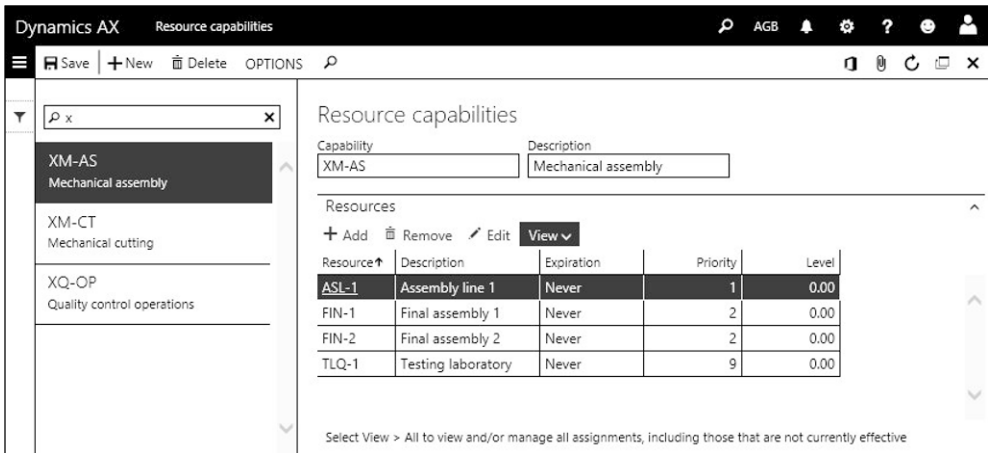 Dynamics AX Resource capabilities AGB ?
Save + New Delete OPTIONS
x
XM-AS
Mechanical assembly
XM-CT
Mechanical cutting
XQ-OP
Quality control operations
Resource capabilities
Capability Description
XM-AS Mechanical assembly
Resources
+ Add Remove Edit View
Resource↑ Description Expiration Priority Level
ASL-1 Assembly line 1 Never 1 0.00
FIN-1 Final assembly 1 Never 2 0.00
FIN-2 Final assembly 2 Never 2 0.00
TLQ-1 Testing laboratory Never 9 0.00
Select View > All to view and/or manage all assignments, including those that are not currently effective